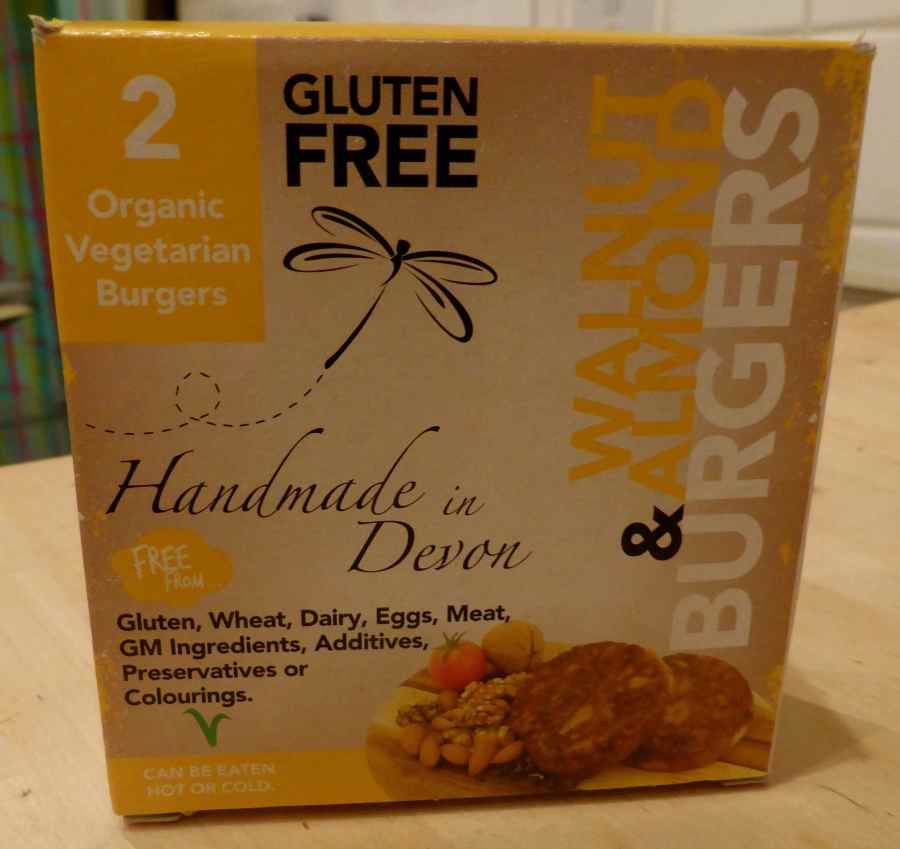 2
Organic
Vegetarian
Burgers
GLUTEN
FREE
WALNUT
& ALMOND
BURGERS
Handmade in
Devon
FREE
FROM...
Gluten, Wheat, Dairy, Eggs, Meat,
GM Ingredients, Additives,
Preservatives or
Colourings.
CAN BE EATEN
HOT OR COLD.